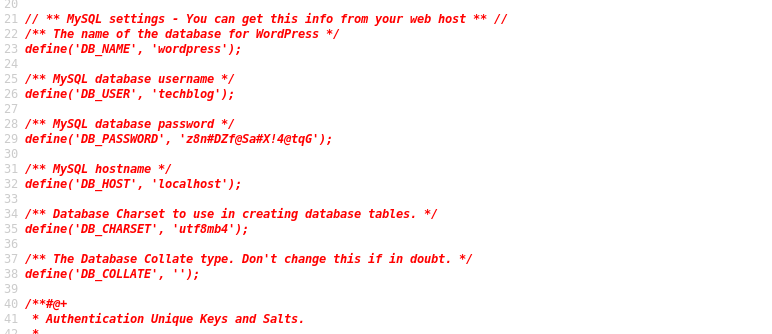 20
21 // ** MySQL settings - You can get this info from your web host ** //
22 /** The name of the database for WordPress */
23 define('DB_NAME', 'wordpress');
24
25 /** MySQL database username */
26 define('DB_USER', 'techblog');
27
28 /** MySQL database password */
29 define('DB_PASSWORD', 'z8n#DZf@Sa#X!4@tqG');
30
31 /** MySQL hostname */
32 define('DB_HOST', 'localhost');
33
34 /** Database Charset to use in creating database tables. */
35 define('DB_CHARSET', 'utf8mb4');
36
37 /** The Database Collate type. Don't change this if in doubt. */
38 define('DB_COLLATE', '');
39
40 /**#@+
41  * Authentication Unique Keys and Salts.
42  *